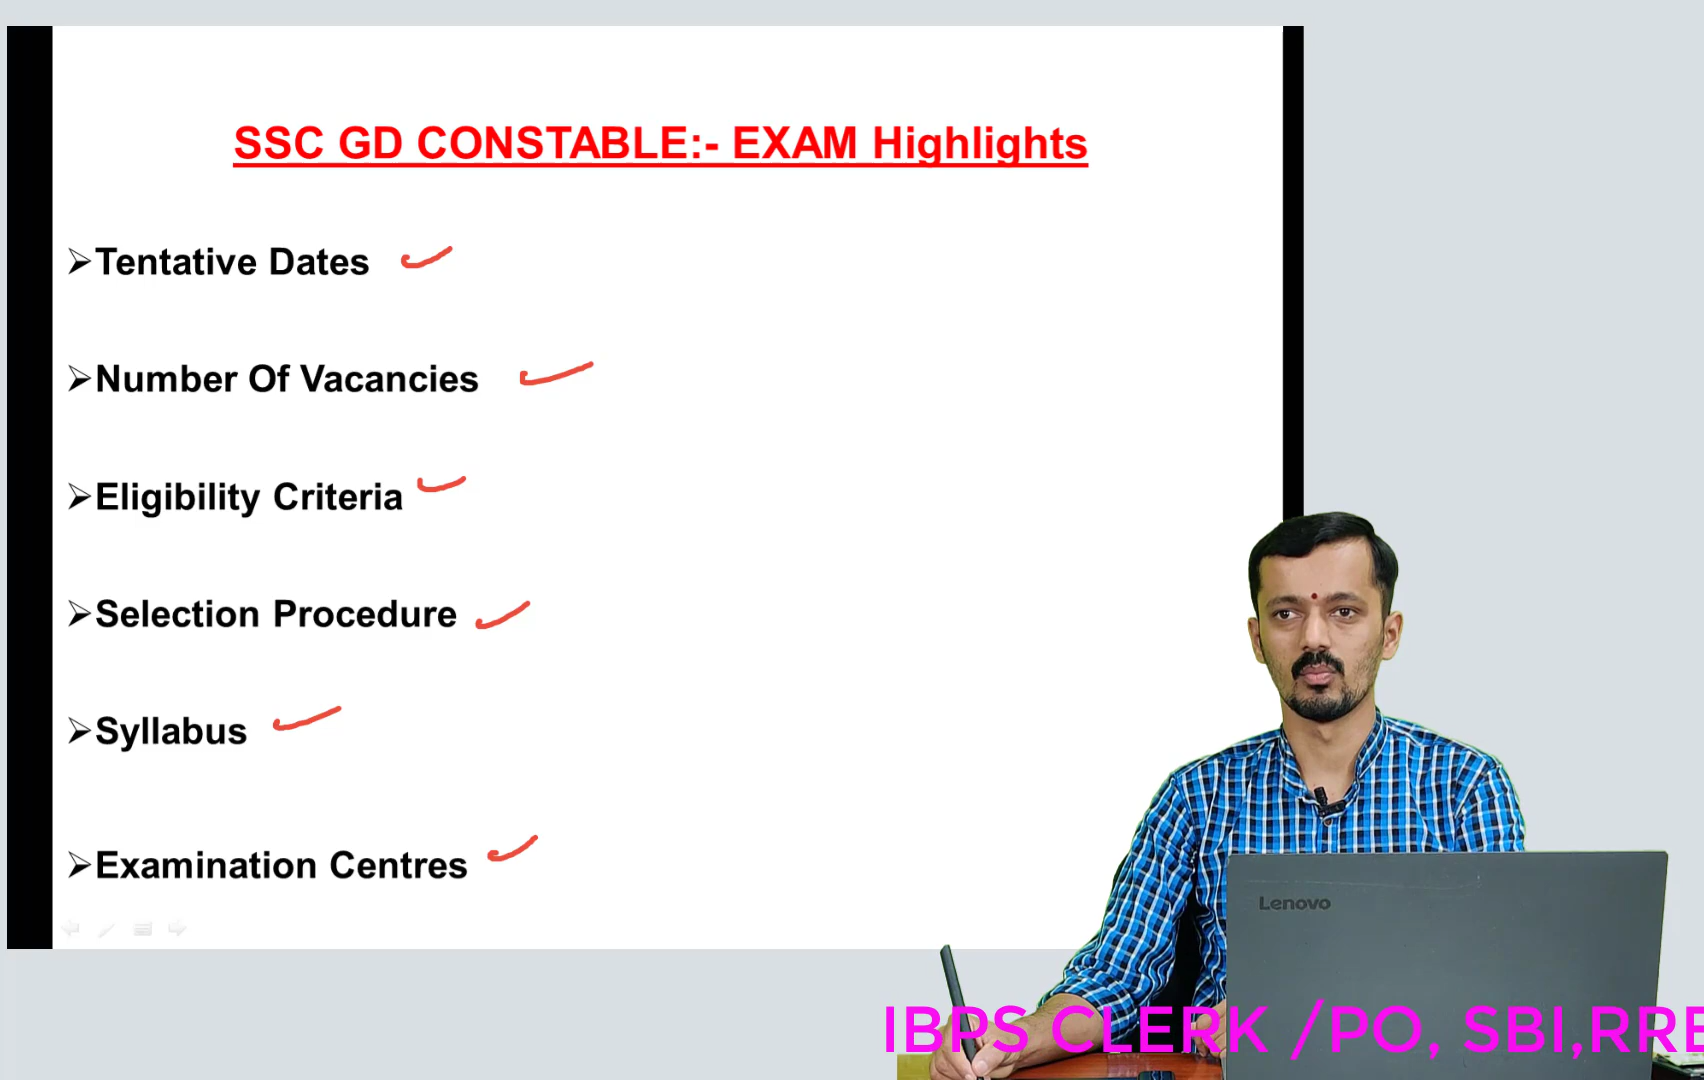 SSC GD CONSTABLE:- EXAM Highlights
Tentative Dates
Number Of Vacancies
Eligibility Criteria
Selection Procedure
Syllabus
Examination Centres
Lenovo
IBPS CLERK /PO, SBI,RRB